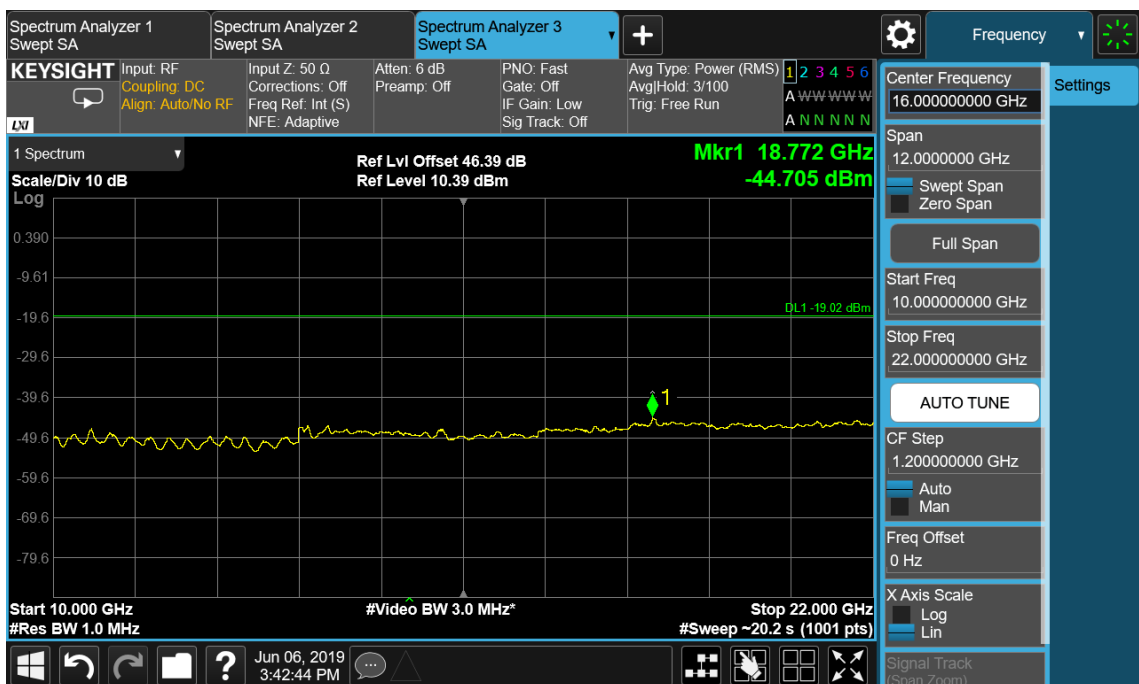 Spectrum Analyzer 1
Swept SA
Spectrum Analyzer 2
Swept SA
Spectrum Analyzer 3
Swept SA
Frequency
KEYSIGHT
LXI
Input: RF
Coupling: DC
Align: Auto/No RF
Input Z: 50 Ω
Corrections: Off
Freq Ref: Int (S)
NFE: Adaptive
Atten: 6 dB
Preamp: Off
PNO: Fast
Gate: Off
IF Gain: Low
Sig Track: Off
Avg Type: Power (RMS)
Avg|Hold: 3/100
Trig: Free Run
1 2 3 4 5 6
A W W W W W
A N N N N N
1 Spectrum
Scale/Div 10 dB
Ref Lvl Offset 46.39 dB
Ref Level 10.39 dBm
Mkr1 18.772 GHz
-44.705 dBm
Log
0.390
-9.61
-19.6
-29.6
-39.6
-49.6
-59.6
-69.6
-79.6
DL1 -19.02 dBm
1
Start 10.000 GHz
#Res BW 1.0 MHz
#Video BW 3.0 MHz*
Stop 22.000 GHz
#Sweep ~20.2 s (1001 pts)
Center Frequency
16.000000000 GHz
Span
12.0000000 GHz
Swept Span
Zero Span
Full Span
Start Freq
10.000000000 GHz
Stop Freq
22.000000000 GHz
AUTO TUNE
CF Step
1.200000000 GHz
Auto
Man
Freq Offset
0 Hz
X Axis Scale
Log
Lin
Signal Track
(Span Zoom)
Settings
?
Jun 06, 2019
3:42:44 PM